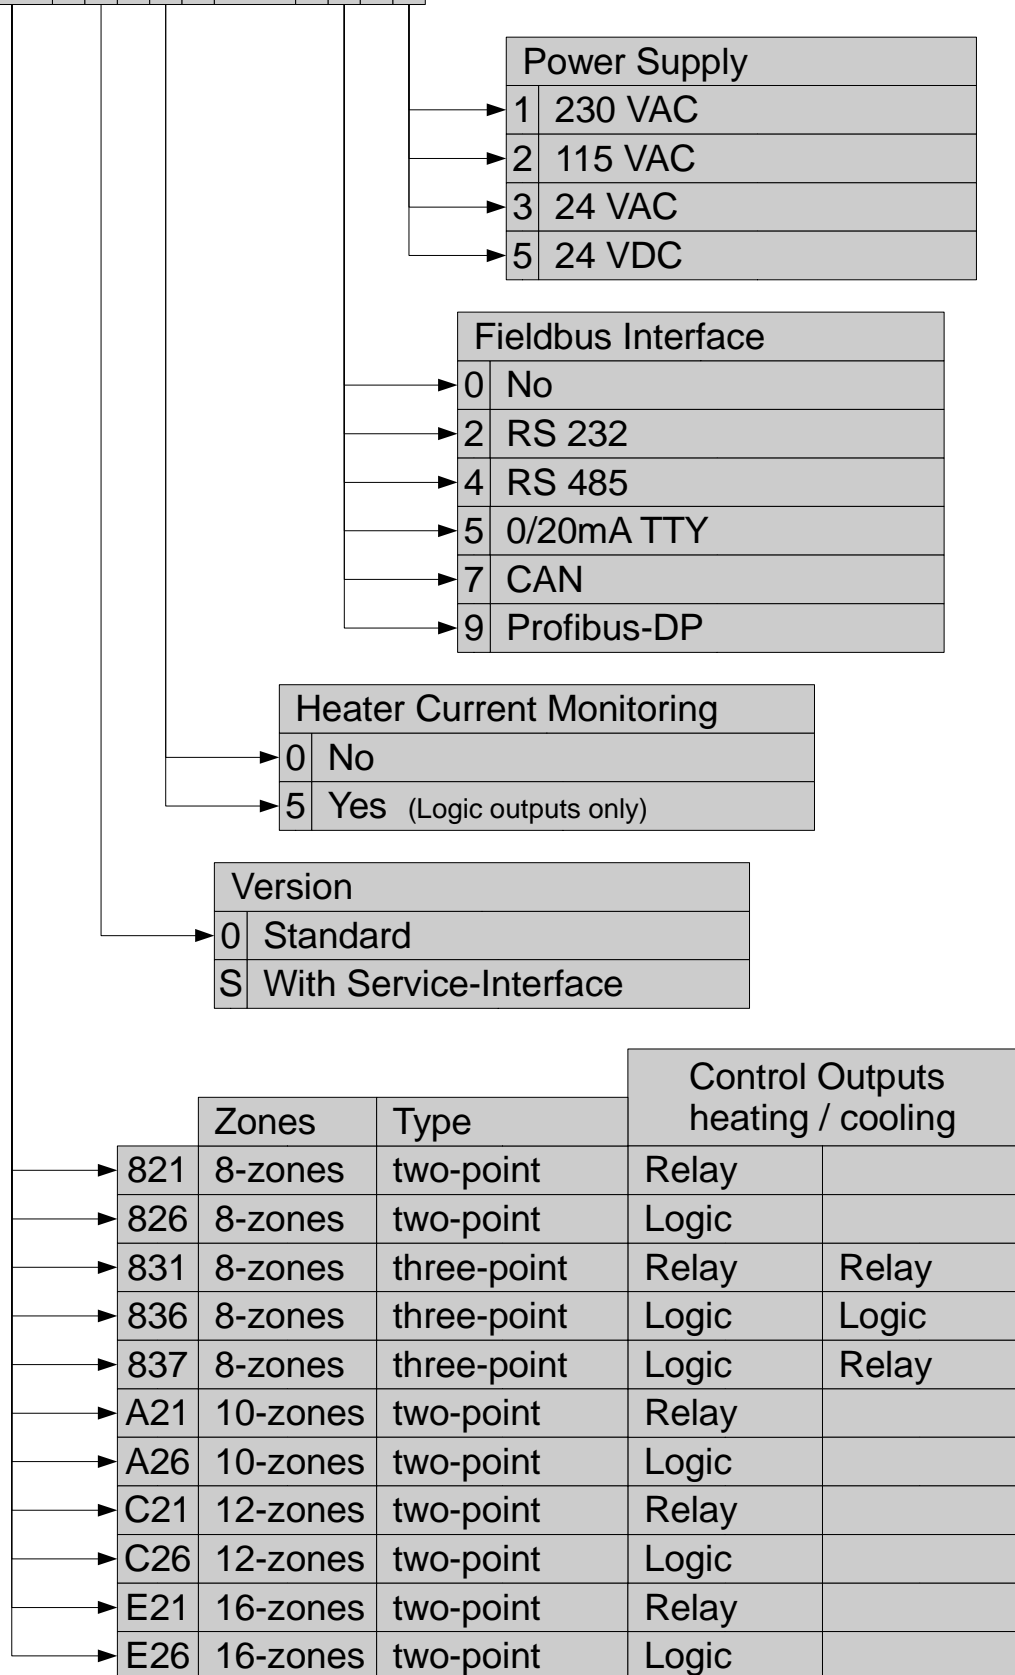 Power Supply
1 230 VAC
2 115 VAC
3 24 VAC
5 24 VDC
Fieldbus Interface
0 No
2 RS 232
4 RS 485
5 0/20mA TTY
7 CAN
9 Profibus-DP
Heater Current Monitoring
0 No
5 Yes (Logic outputs only)
Version
0 Standard
S With Service-Interface
Control Outputs
Zones Type heating / cooling
821 8-zones two-point Relay
826 8-zones two-point Logic
831 8-zones three-point Relay Relay
836 8-zones three-point Logic Logic
837 8-zones three-point Logic Relay
A21 10-zones two-point Relay
A26 10-zones two-point Logic
C21 12-zones two-point Relay
C26 12-zones two-point Logic
E21 16-zones two-point Relay
E26 16-zones two-point Logic